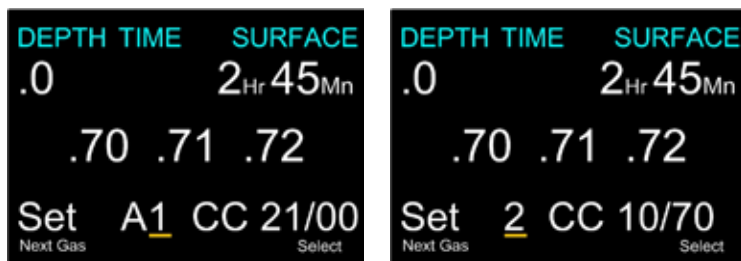 DEPTH TIME SURFACE
.0 2Hr 45Mn
.70 .71 .72
Set A1 CC 21/00
Next Gas Select
DEPTH TIME SURFACE
.0 2Hr 45Mn
.70 .71 .72
Set 2 CC 10/70
Next Gas Select